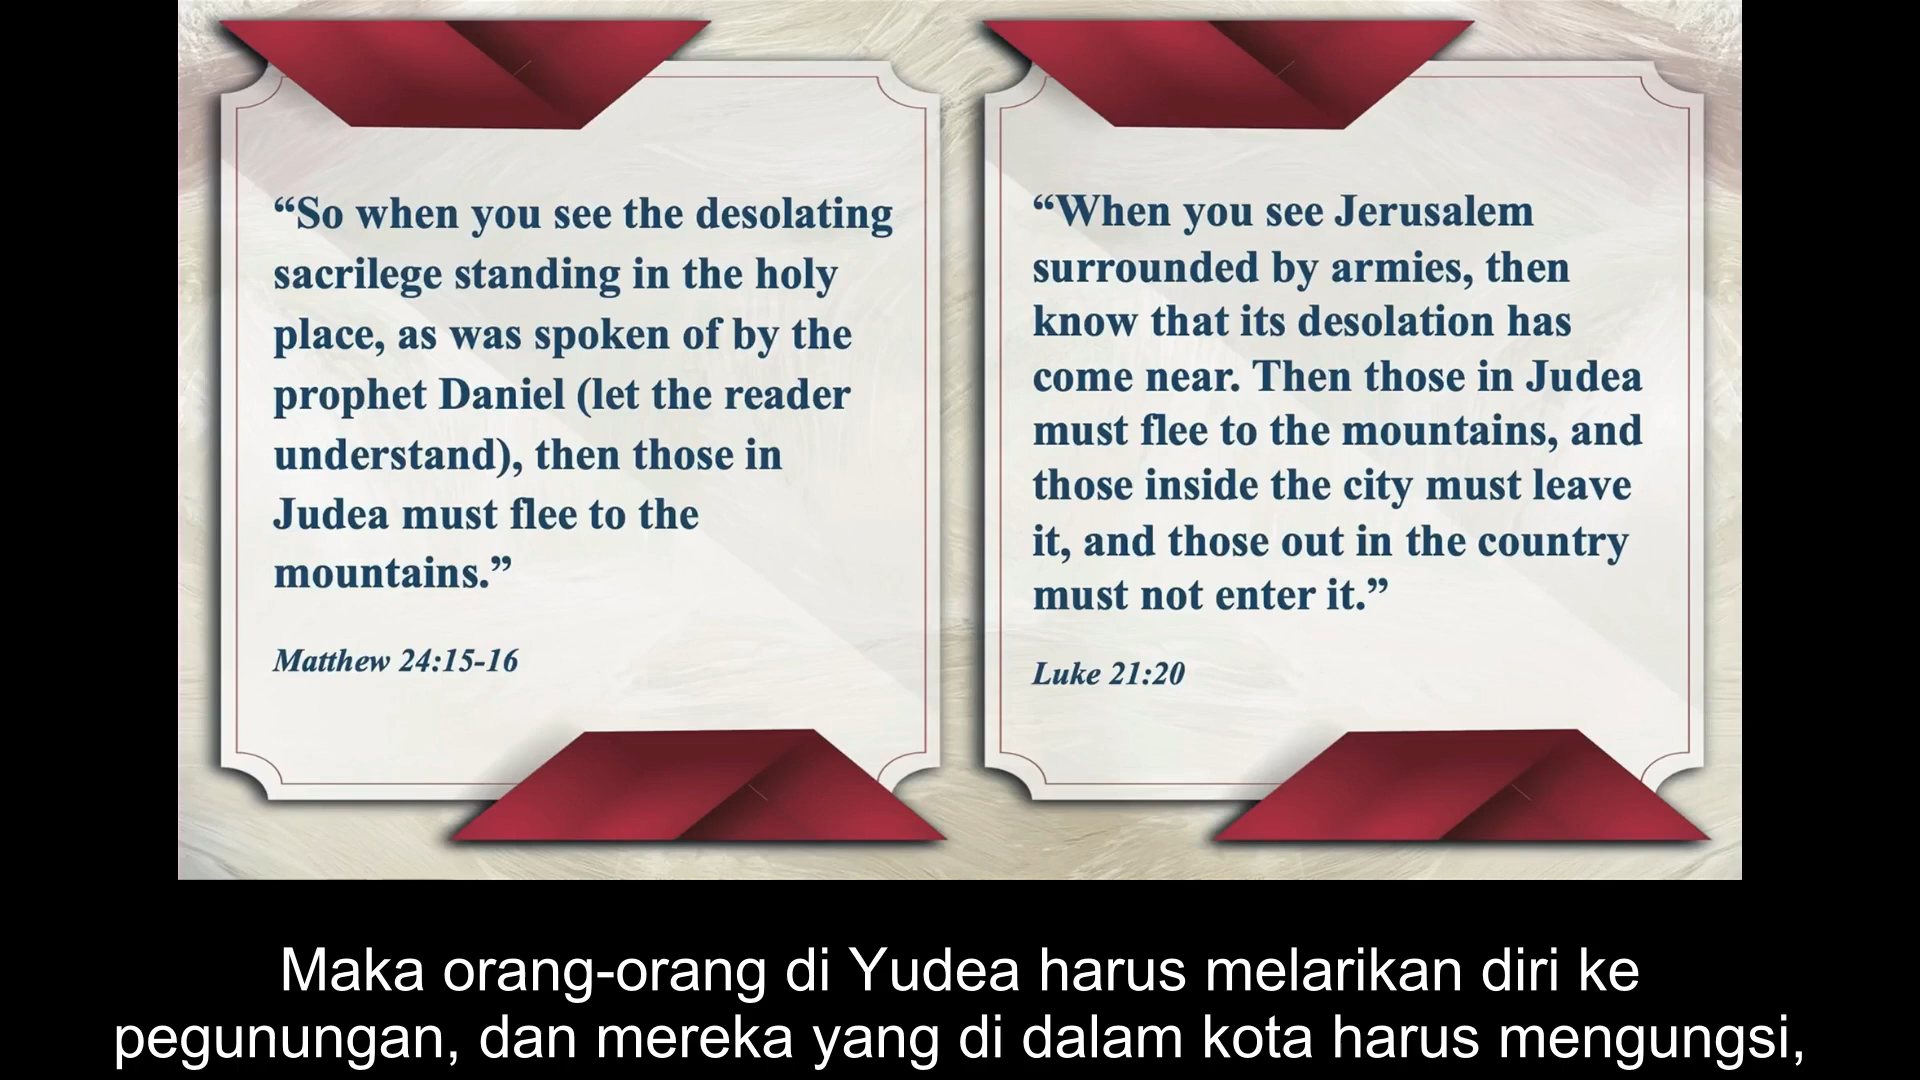 “So when you see the desolating
sacrilege standing in the holy
place, as was spoken of by the
prophet Daniel (let the reader
understand), then those in
Judea must flee to the
mountains.”
Matthew 24:15-16
“When you see Jerusalem
surrounded by armies, then
know that its desolation has
come near. Then those in Judea
must flee to the mountains, and
those inside the city must leave
it, and those out in the country
must not enter it.”
Luke 21:20
Maka orang-orang di Yudea harus melarikan diri ke
pegunungan, dan mereka yang di dalam kota harus mengungsi,